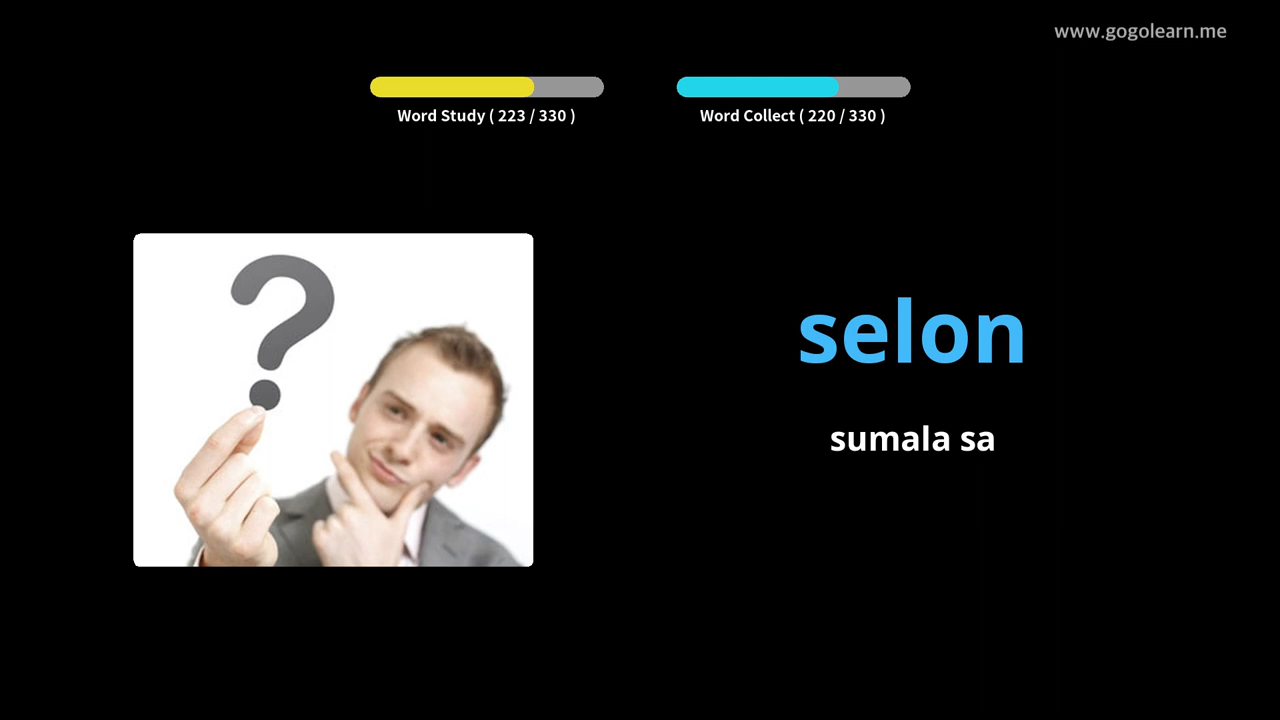 www.gogolearn.me
Word Study ( 223 / 330 )
Word Collect ( 220 / 330 )
?
selon
sumala sa